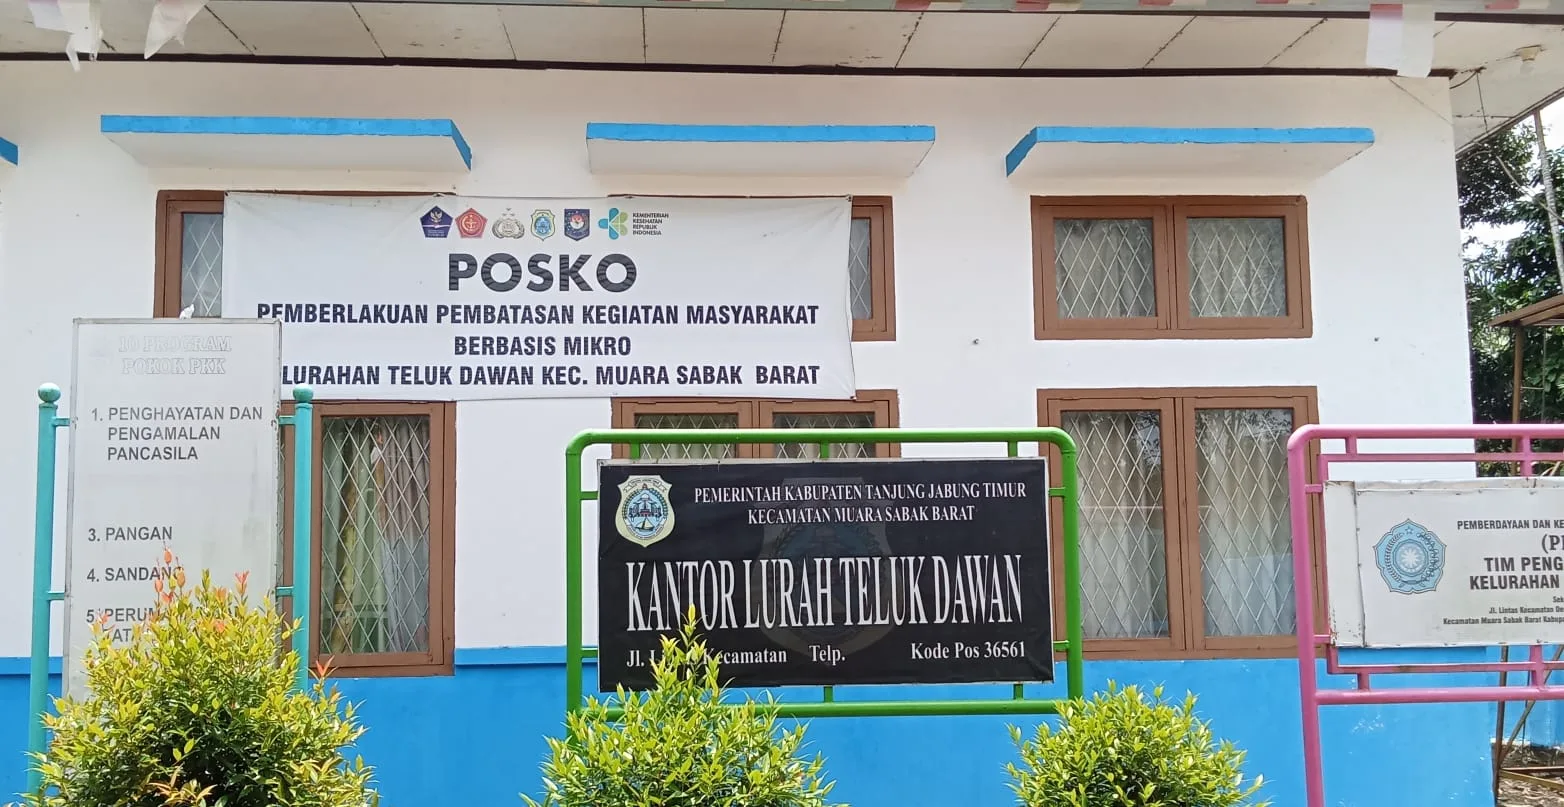 KEMENTERIAN
KESEHATAN
REPUBLIK
INDONESIA
POSKO
PEMBERLAKUAN PEMBATASAN KEGIATAN MASYARAKAT
BERBASIS MIKRO
LURAHAN TELUK DAWAN KEC. MUARA SABAK BARAT
10 PROGRAM
POKOK PKK
1. PENGHAYATAN DAN
PENGAMALAN
PANCASILA
3. PANGAN
4. SANDANG
5.
PEMERINTAH KABUPATEN TANJUNG JABUNG TIMUR
KECAMATAN MUARA SABAK BARAT
KANTOR LURAH TELUK DAWAN
Jl. Kecamatan Telp. Kode Pos 36561
PEMBERDAYAAN DAN KE
(P
TIM PENG
KELURAHAN
Sek
Jl. Lintas Kecamatan
Kecamatan Muara Sabak Barat Kabup